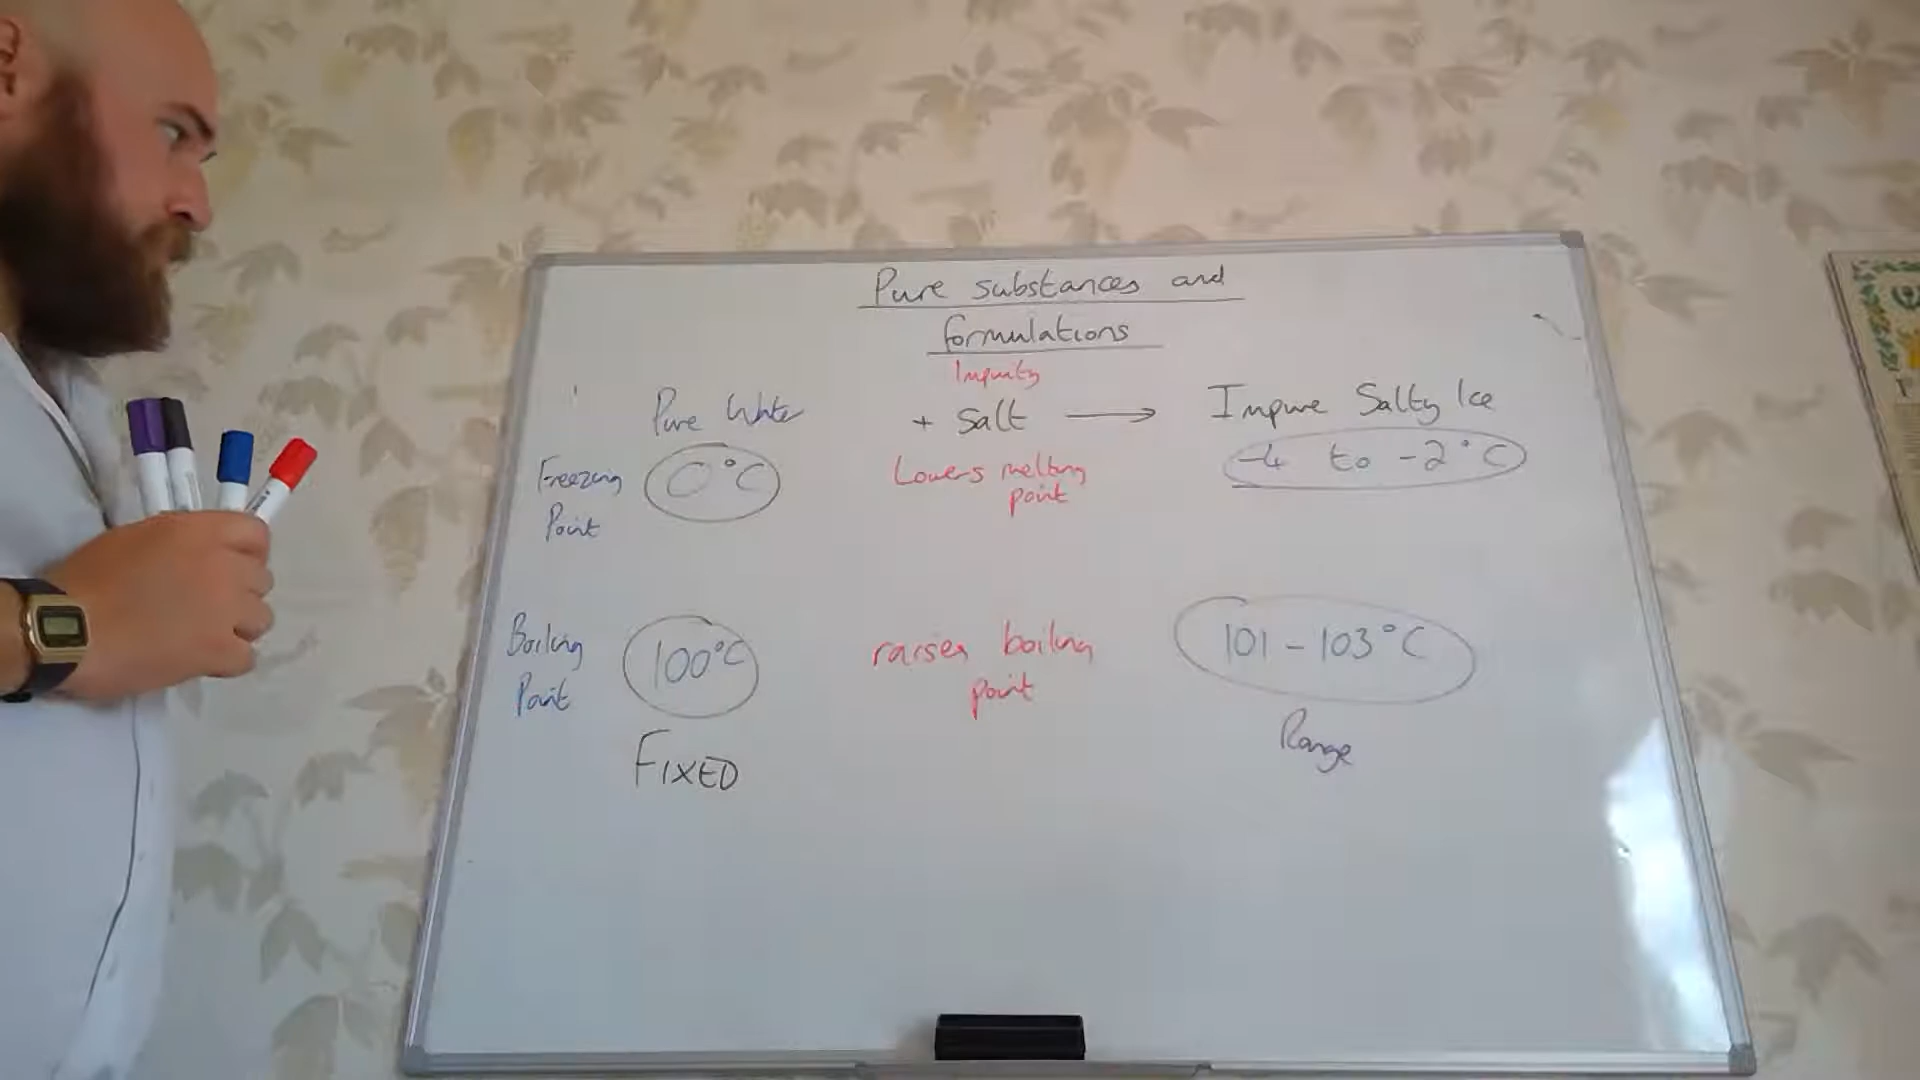 Pure substances and
formulations
Impurity
Pure Water + Salt → Impure Salty Ice
Freezing Point 0°C Lowers melting point -4 to -2°C
Boiling Point 100°C raises boiling point 101 - 103°C
FIXED Range